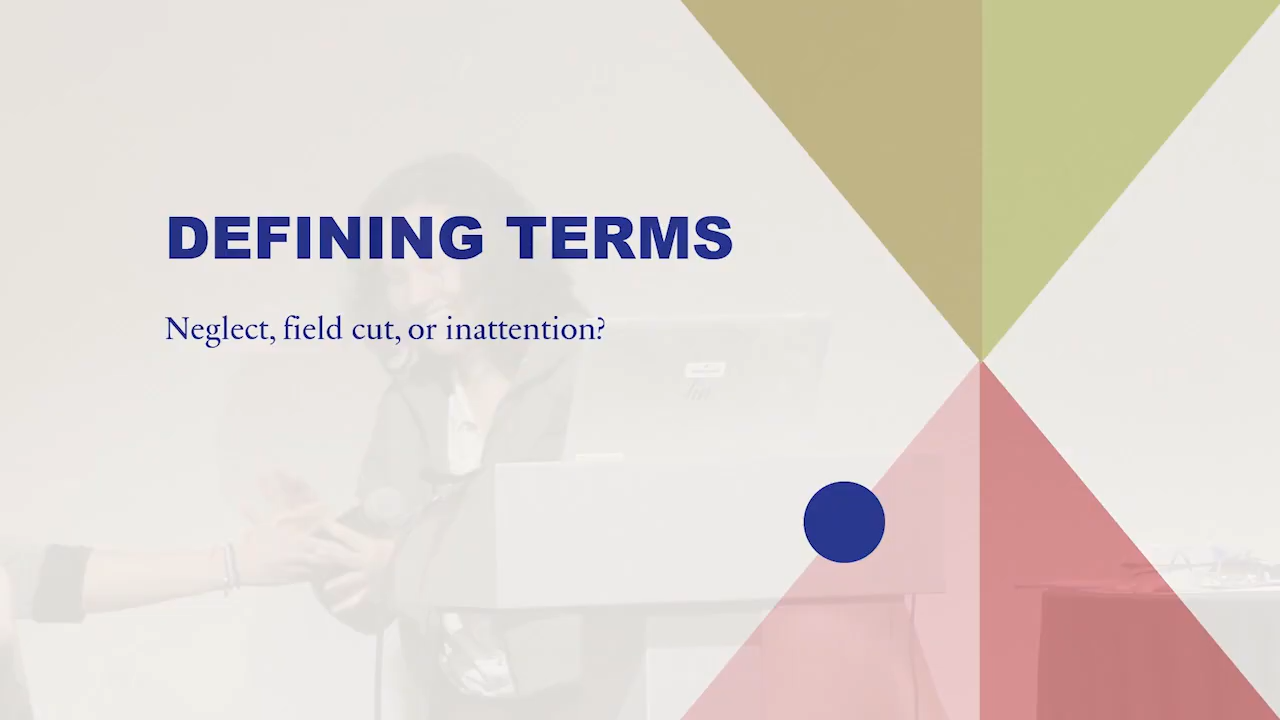 DEFINING TERMS
Neglect, field cut, or inattention?